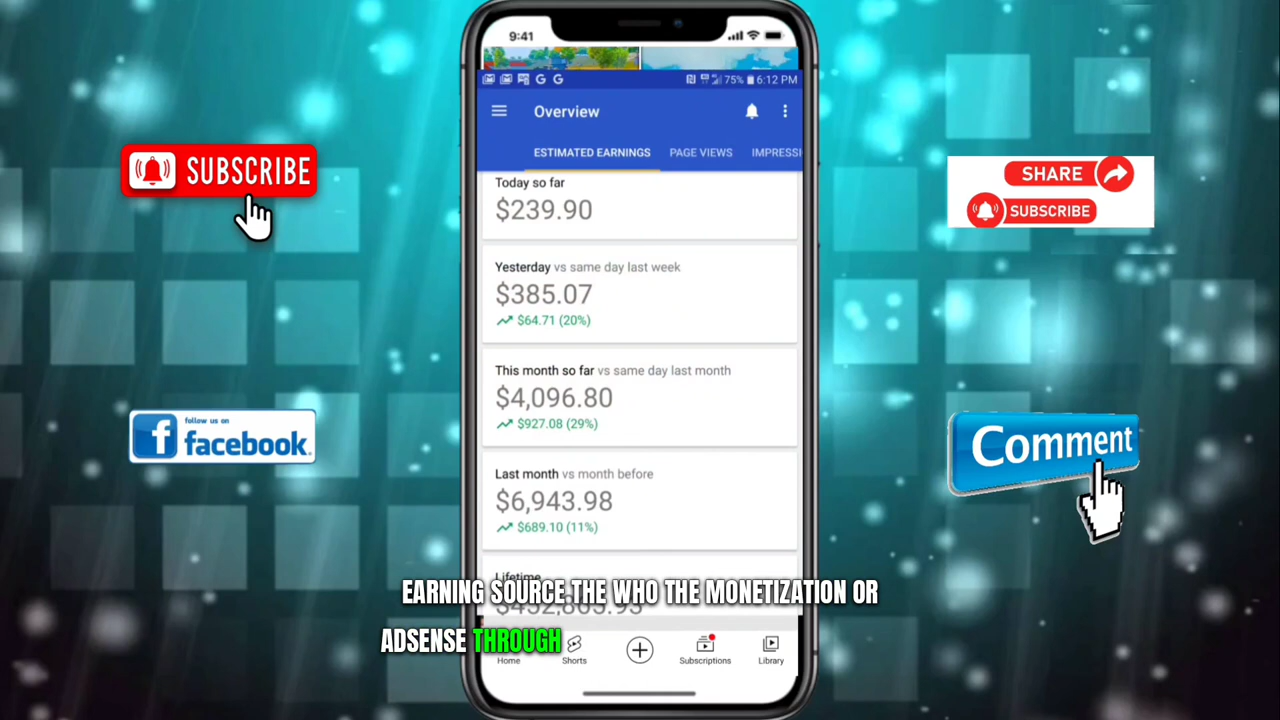 9:41
75% 6:12 PM
Overview
ESTIMATED EARNINGS PAGE VIEWS IMPRESSI
Today so far
$239.90
Yesterday vs same day last week
$385.07
$64.71 (20%)
This month so far vs same day last month
$4,096.80
$927.08 (29%)
Last month vs month before
$6,943.98
$689.10 (11%)
Lifetime
EARNING SOURCE THE WHO THE MONETIZATION OR
ADSENSE THROUGH
Home Shorts Subscriptions Library
SUBSCRIBE
follow us on
facebook.
SHARE
SUBSCRIBE
Comment